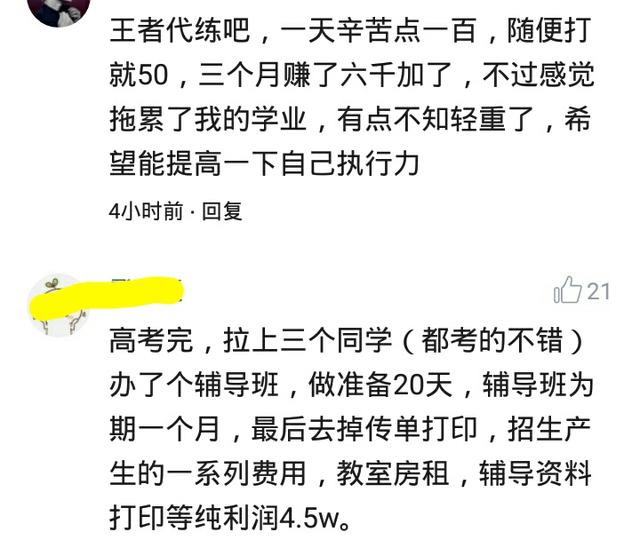 王者代练吧，一天辛苦点一百，随便打
就50，三个月赚了六千加了，不过感觉
拖累了我的学业，有点不知轻重了，希
望能提高一下自己执行力
4小时前 · 回复
21
高考完，拉上三个同学（都考的不错）
办了个辅导班，做准备20天，辅导班为
期一个月，最后去掉传单打印，招生产
生的一系列费用，教室房租，辅导资料
打印等纯利润4.5w。